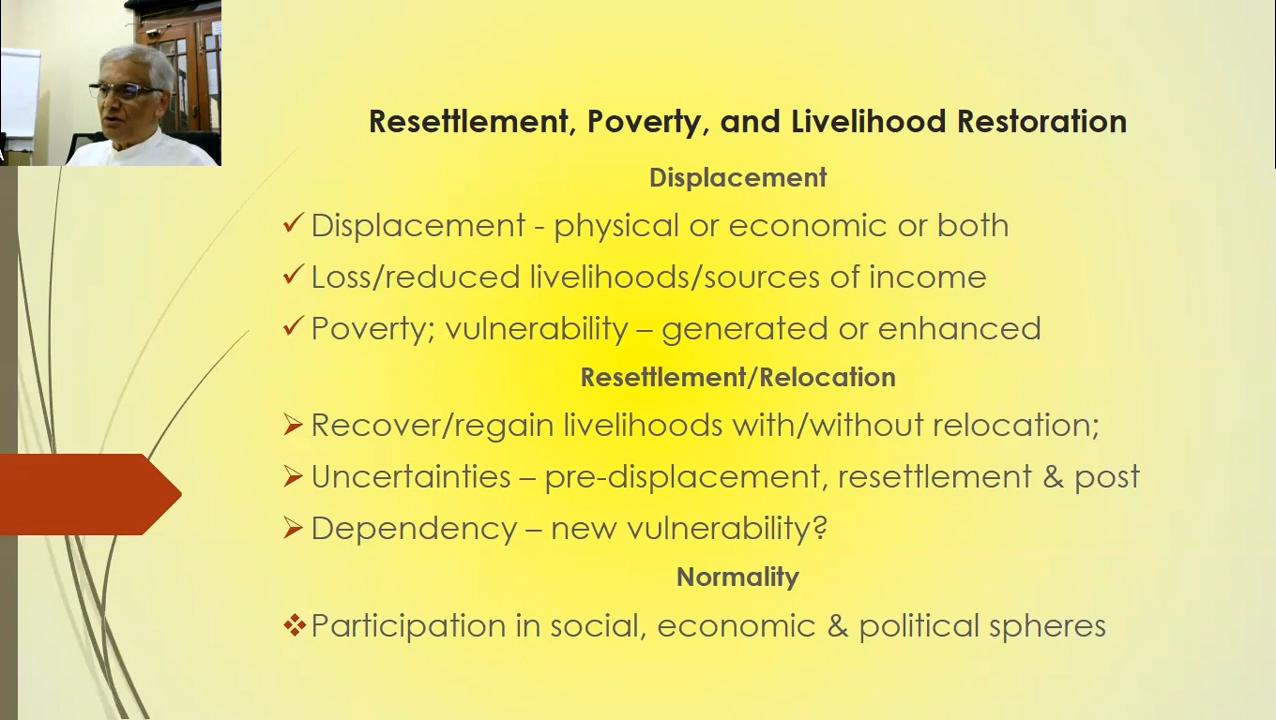 Resettlement, Poverty, and Livelihood Restoration
Displacement
✓ Displacement - physical or economic or both
✓ Loss/reduced livelihoods/sources of income
✓ Poverty; vulnerability – generated or enhanced
Resettlement/Relocation
➢ Recover/regain livelihoods with/without relocation;
➢ Uncertainties – pre-displacement, resettlement & post
➢ Dependency – new vulnerability?
Normality
❖ Participation in social, economic & political spheres